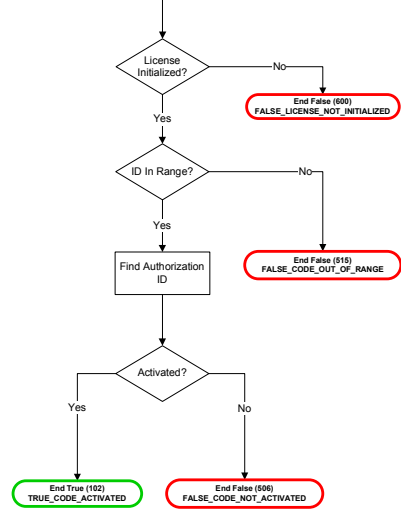 License
Initialized?
No
End False (600)
FALSE_LICENSE_NOT_INITIALIZED
Yes
ID In Range?
No
Yes
End False (515)
FALSE_CODE_OUT_OF_RANGE
Find Authorization
ID
Activated?
Yes
No
End True (102)
TRUE_CODE_ACTIVATED
End False (506)
FALSE_CODE_NOT_ACTIVATED